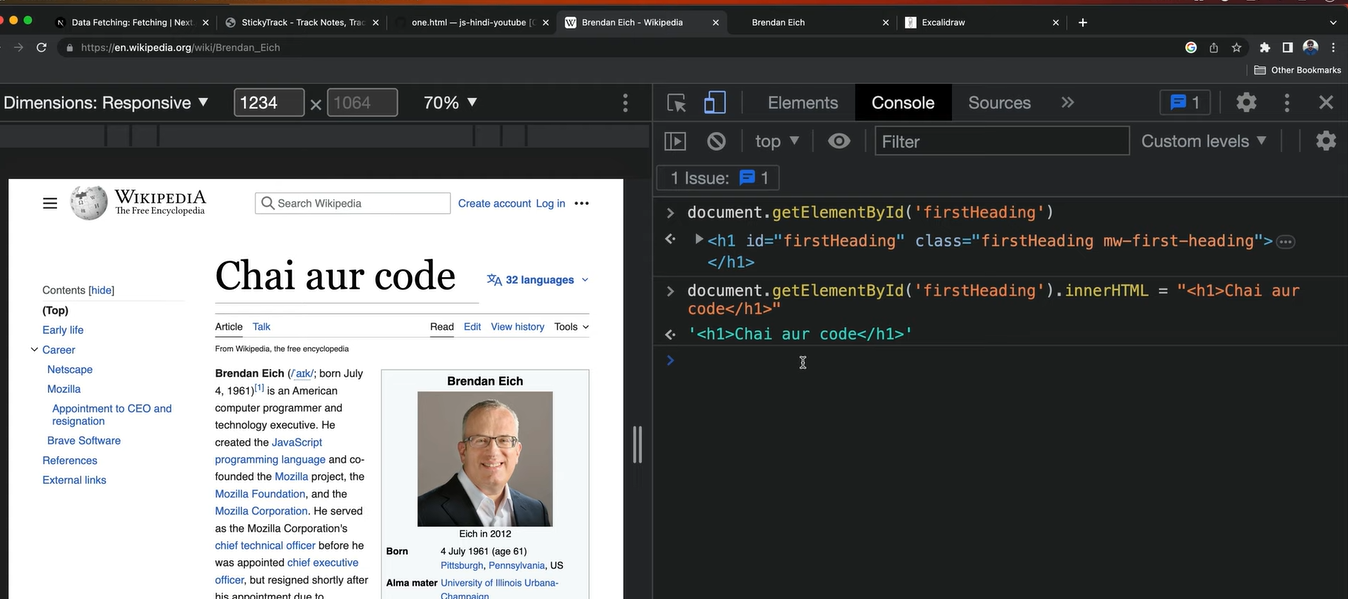 Data Fetching: Fetching | Next
StickyTrack - Track Notes, Trac
one.html — js-hindi-youtube [
Brendan Eich - Wikipedia
Brendan Eich
Excalidraw
https://en.wikipedia.org/wiki/Brendan_Eich
Other Bookmarks
Dimensions: Responsive ▼ 1234 × 1064 70% ▼
Elements Console Sources » 1
top ▼ Filter Custom levels ▼
1 Issue: 1
WIKIPEDIA
The Free Encyclopedia
Search Wikipedia
Create account Log in •••
Contents [hide]
(Top)
Early life
Career
Netscape
Mozilla
Appointment to CEO and
resignation
Brave Software
References
External links
Chai aur code
32 languages
Article Talk Read Edit View history Tools
From Wikipedia, the free encyclopedia
Brendan Eich (/aɪk/; born July
4, 1961)[1] is an American
computer programmer and
technology executive. He
created the JavaScript
programming language and co-
founded the Mozilla project, the
Mozilla Foundation, and the
Mozilla Corporation. He served
as the Mozilla Corporation's
chief technical officer before he
was appointed chief executive
officer, but resigned shortly after
his appointment due to
Brendan Eich
Eich in 2012
Born 4 July 1961 (age 61)
Pittsburgh, Pennsylvania, US
Alma mater University of Illinois Urbana-
Champaign
> document.getElementById('firstHeading')
<h1 id="firstHeading" class="firstHeading mw-first-heading">…
</h1>
> document.getElementById('firstHeading').innerHTML = "<h1>Chai aur
code</h1>"
'<h1>Chai aur code</h1>'
>